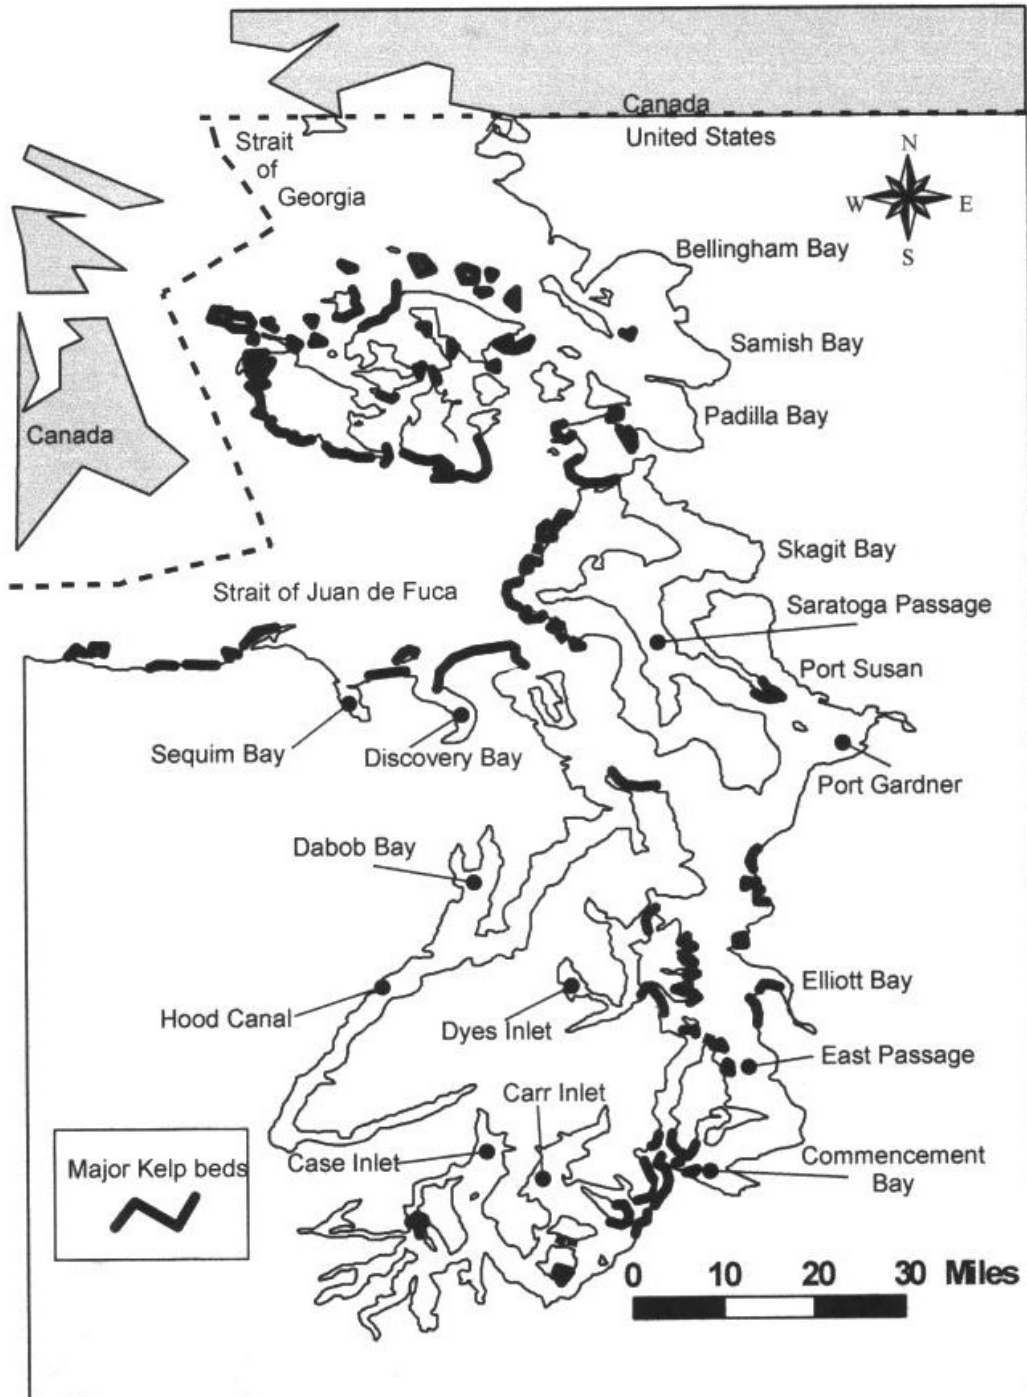 Canada
United States
Strait
of
Georgia
N
W
E
S
Bellingham Bay
Samish Bay
Padilla Bay
Canada
Skagit Bay
Strait of Juan de Fuca
Saratoga Passage
Port Susan
Sequim Bay
Discovery Bay
Port Gardner
Dabob Bay
Elliott Bay
Hood Canal
Dyes Inlet
East Passage
Carr Inlet
Case Inlet
Commencement
Bay
Major Kelp beds
0 10 20 30 Miles